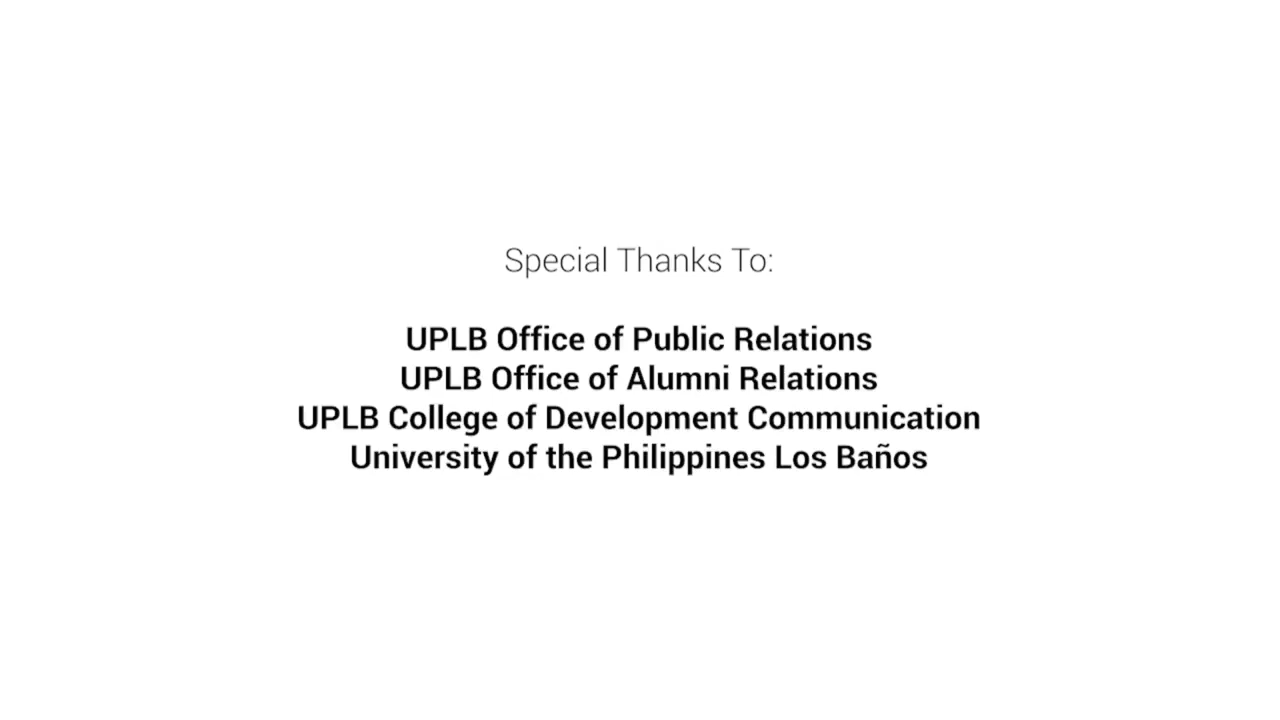 Special Thanks To:
UPLB Office of Public Relations
UPLB Office of Alumni Relations
UPLB College of Development Communication
University of the Philippines Los Baños